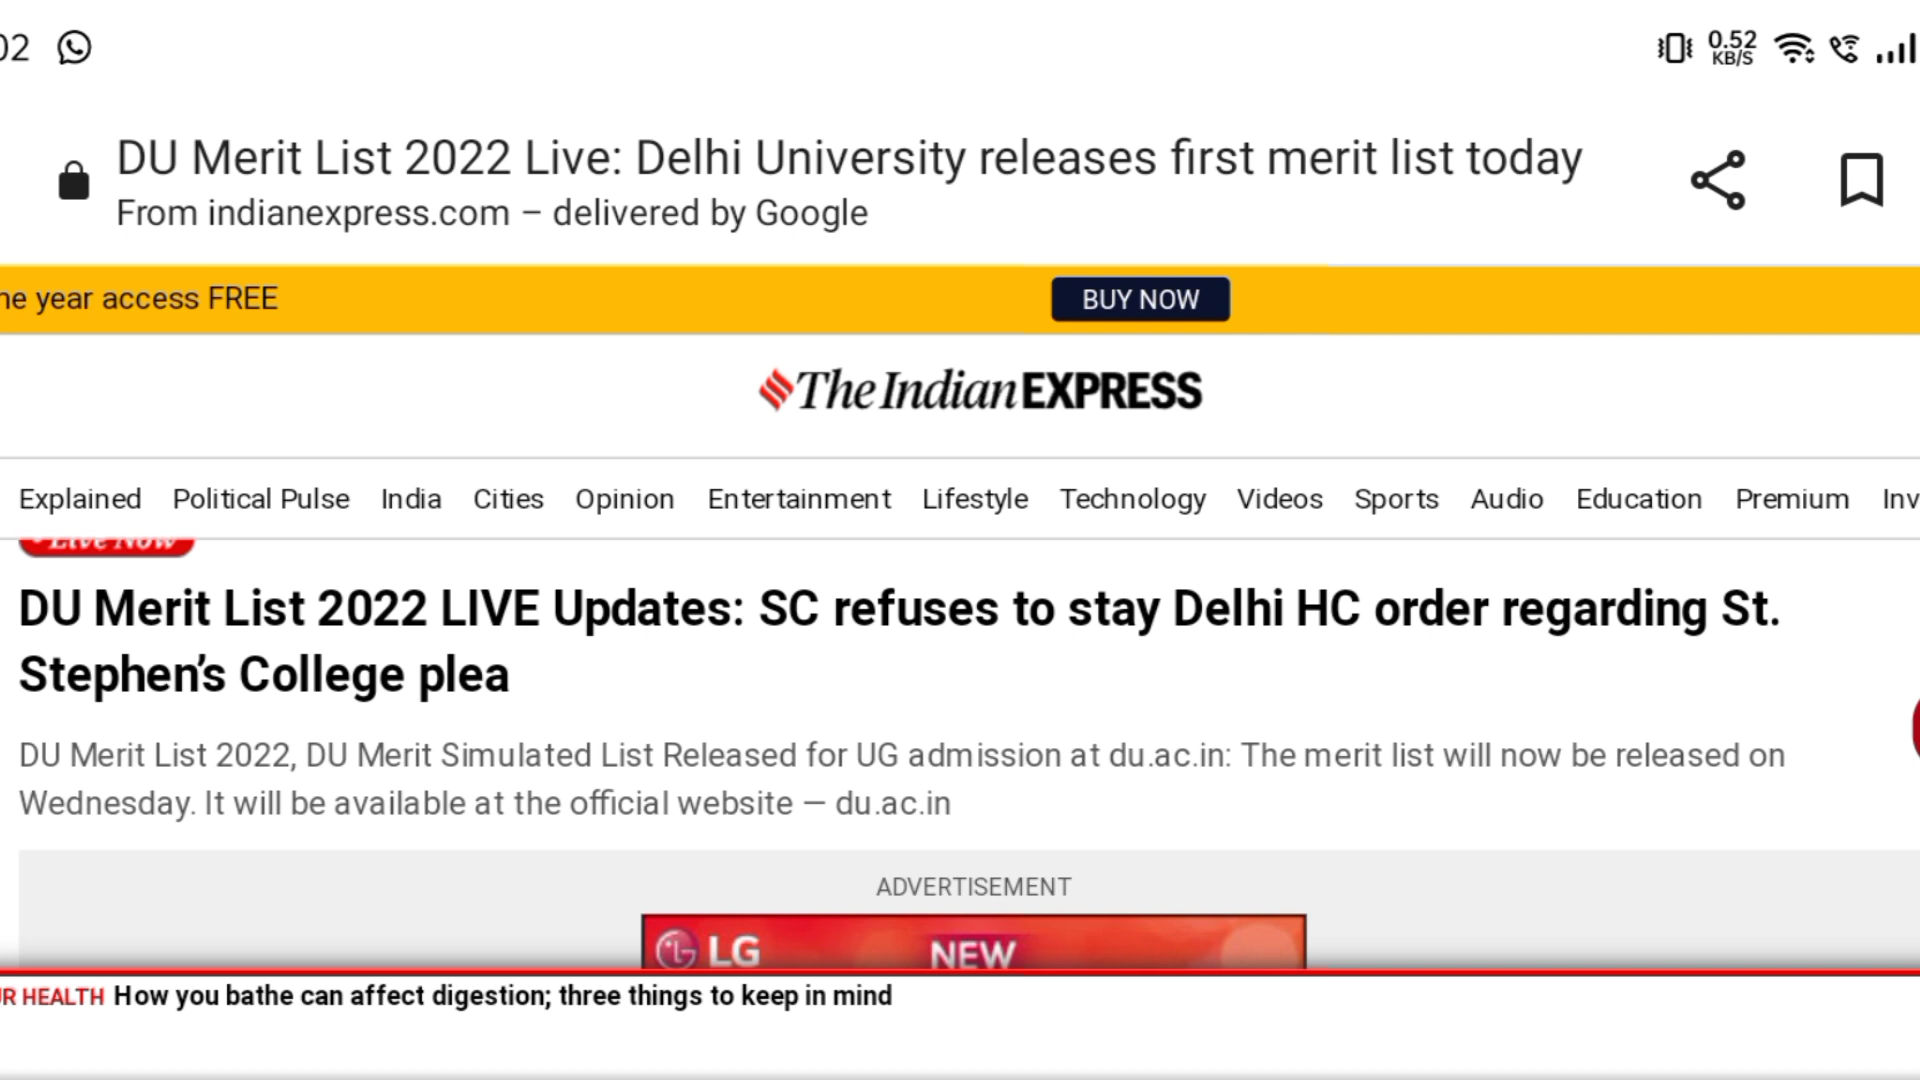 02
0.52
KB/S
DU Merit List 2022 Live: Delhi University releases first merit list today
From indianexpress.com – delivered by Google
year access FREE
BUY NOW
The Indian EXPRESS
Explained Political Pulse India Cities Opinion Entertainment Lifestyle Technology Videos Sports Audio Education Premium Inv
Live Now
DU Merit List 2022 LIVE Updates: SC refuses to stay Delhi HC order regarding St.
Stephen's College plea
DU Merit List 2022, DU Merit Simulated List Released for UG admission at du.ac.in: The merit list will now be released on
Wednesday. It will be available at the official website — du.ac.in
ADVERTISEMENT
LG NEW
HEALTH How you bathe can affect digestion; three things to keep in mind